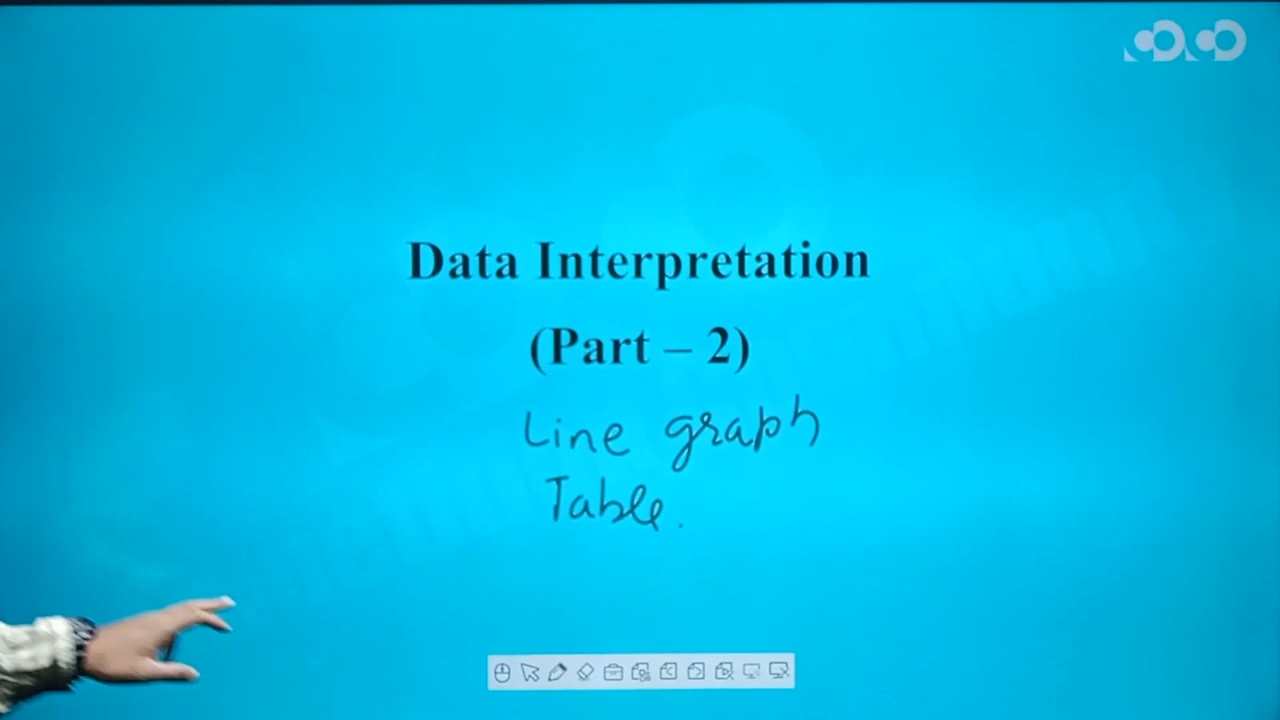 Data Interpretation
(Part – 2)
Line graph
Table.